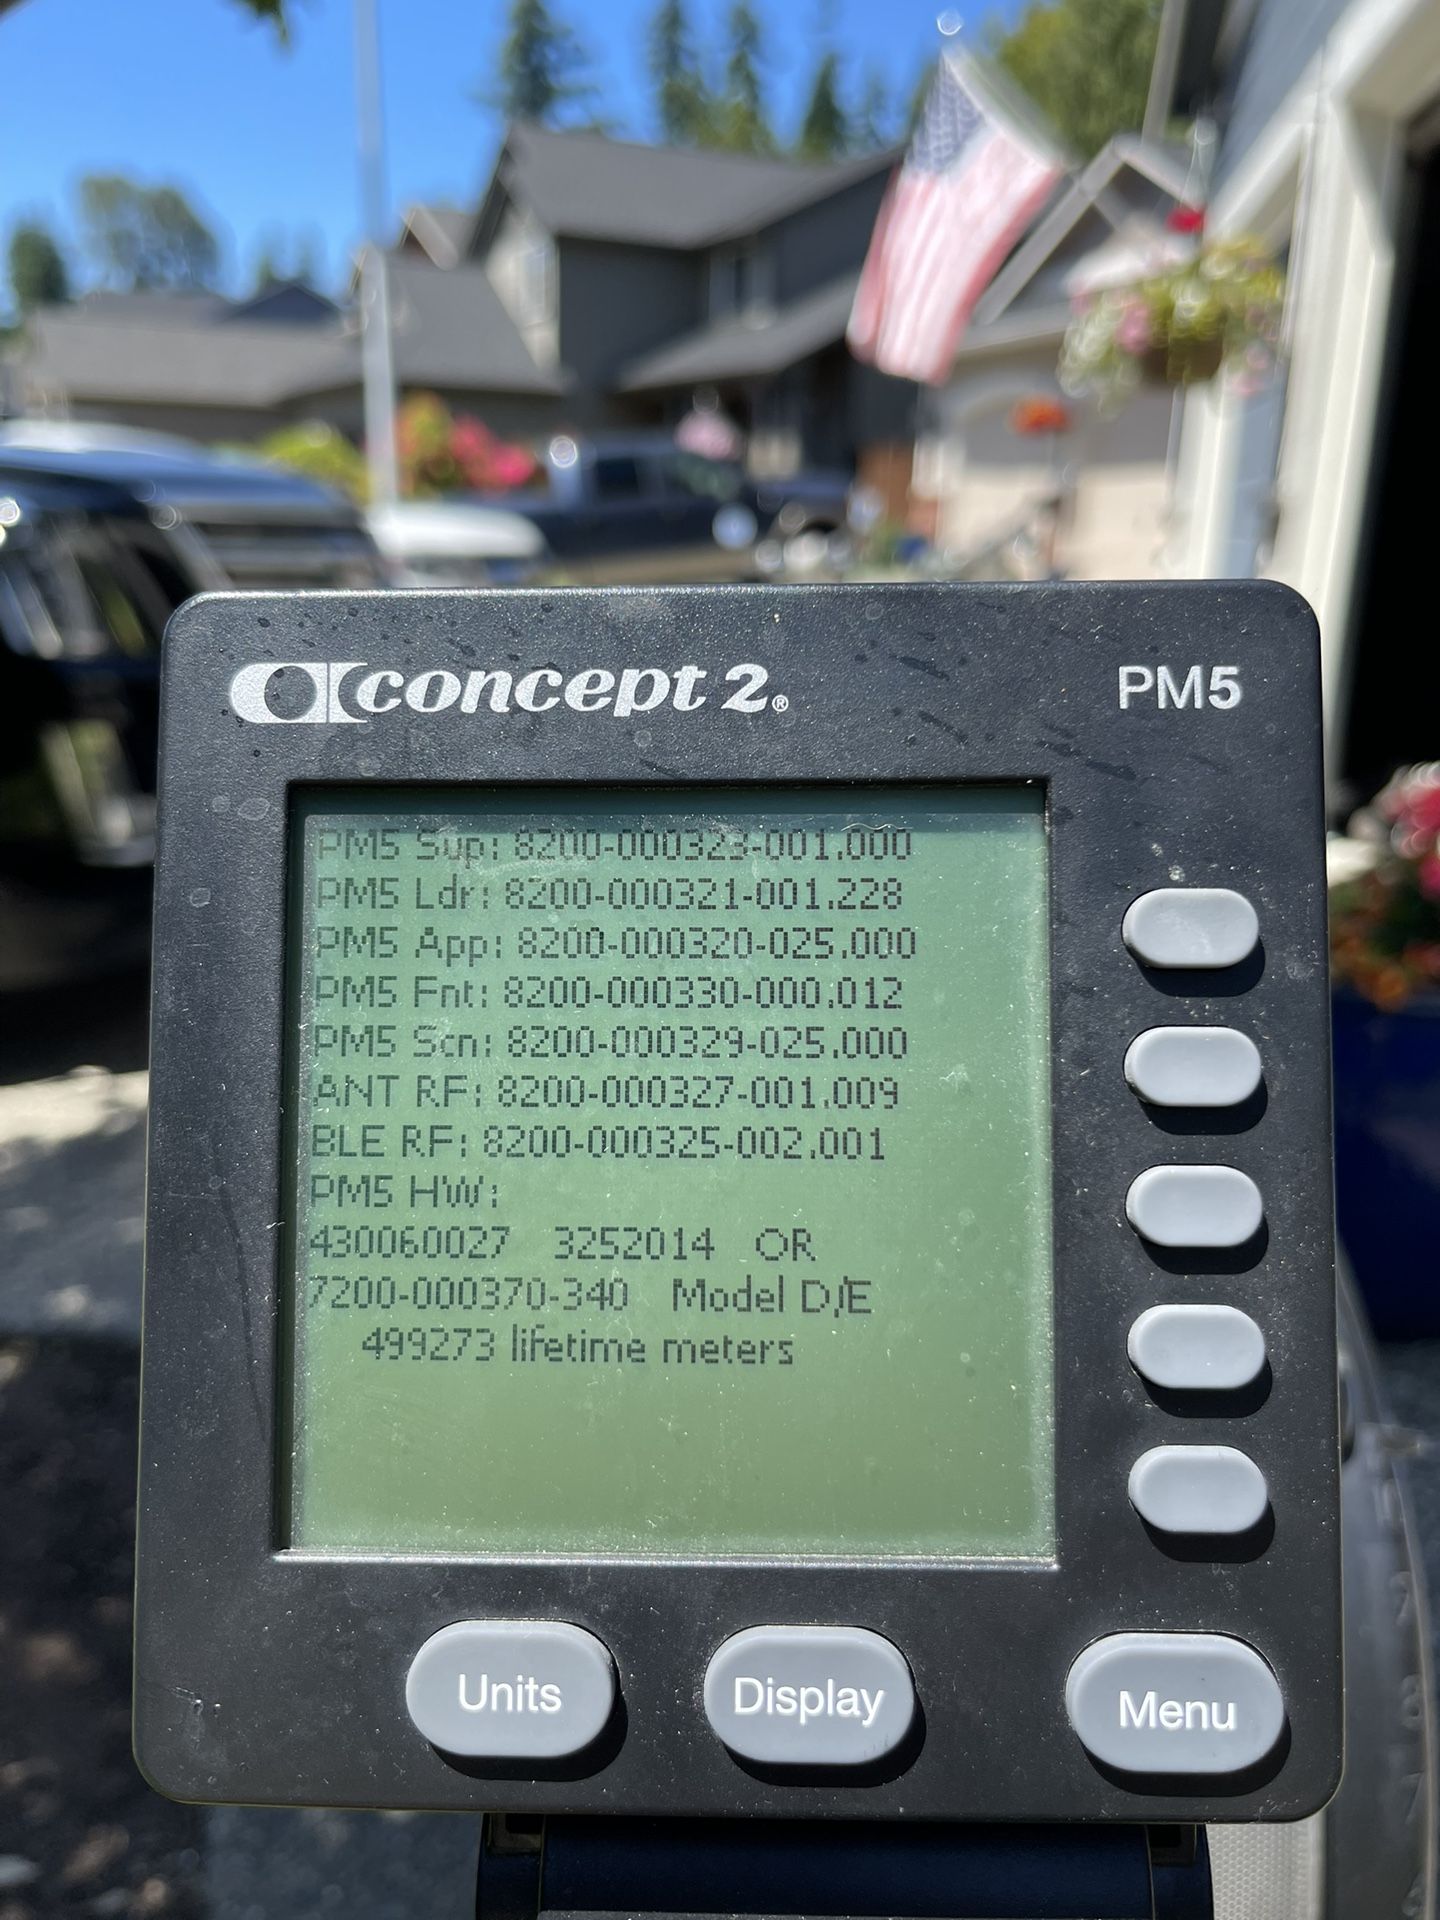 concept 2®
PM5
PM5 Sup: 8200-000323-001.000
PM5 Ldr: 8200-000321-001.228
PM5 App: 8200-000320-025.000
PM5 Fnt: 8200-000330-000.012
PM5 Scn: 8200-000329-025.000
ANT RF: 8200-000327-001.009
BLE RF: 8200-000325-002.001
PM5 HW:
430060027 3252014 OR
7200-000370-340 Model D/E
499273 lifetime meters
Units
Display
Menu